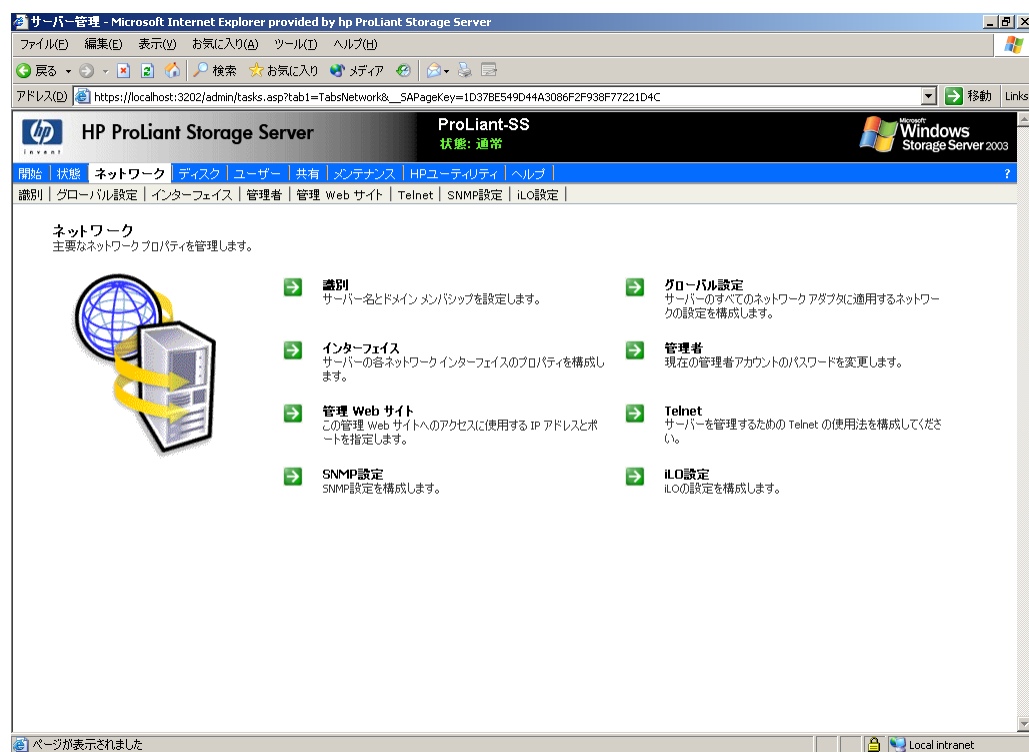 サーバー管理 - Microsoft Internet Explorer provided by hp ProLiant Storage Server
ファイル(F) 編集(E) 表示(V) お気に入り(A) ツール(T) ヘルプ(H)
戻る 検索 お気に入り メディア
アドレス(D) https://localhost:3202/admin/tasks.asp?tab1=TabsNetwork&__SAPageKey=1D37BE549D44A3086F2F938F77221D4C 移動 Links
hp invent HP ProLiant Storage Server
ProLiant-SS
状態: 通常
Microsoft
Windows
Storage Server 2003
開始 状態 ネットワーク ディスク ユーザー 共有 メンテナンス HPユーティリティ ヘルプ ?
識別 グローバル設定 インターフェイス 管理者 管理 Web サイト Telnet SNMP設定 iLO設定
ネットワーク
主要なネットワーク プロパティを管理します。
識別
サーバー名とドメイン メンバシップを設定します。
グローバル設定
サーバーのすべてのネットワーク アダプタに適用するネットワー
クの設定を構成します。
インターフェイス
サーバーの各ネットワーク インターフェイスのプロパティを構成し
ます。
管理者
現在の管理者アカウントのパスワードを変更します。
管理 Web サイト
この管理 Web サイトへのアクセスに使用する IP アドレスとポ
ートを指定します。
Telnet
サーバーを管理するための Telnet の使用法を構成してくださ
い。
SNMP設定
SNMP設定を構成します。
iLO設定
iLOの設定を構成します。
ページが表示されました Local intranet